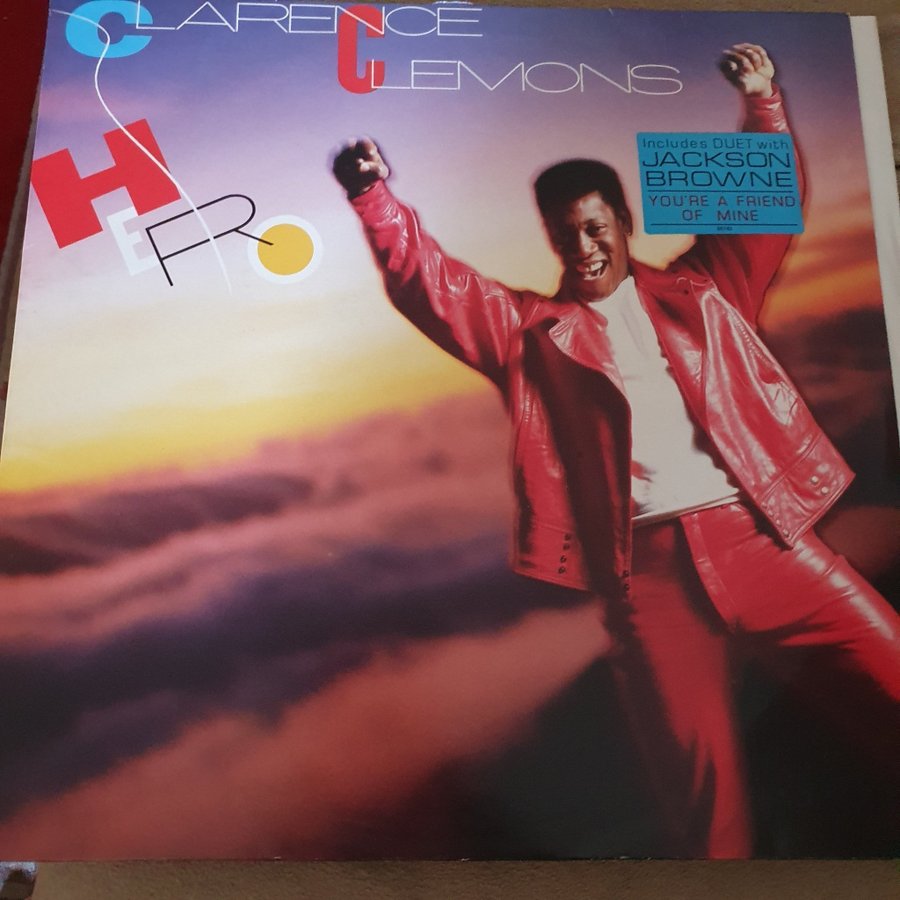 CLARENCE
CLEMONS
HERO
Includes DUET with
JACKSON
BROWNE
YOU'RE A FRIEND
OF MINE